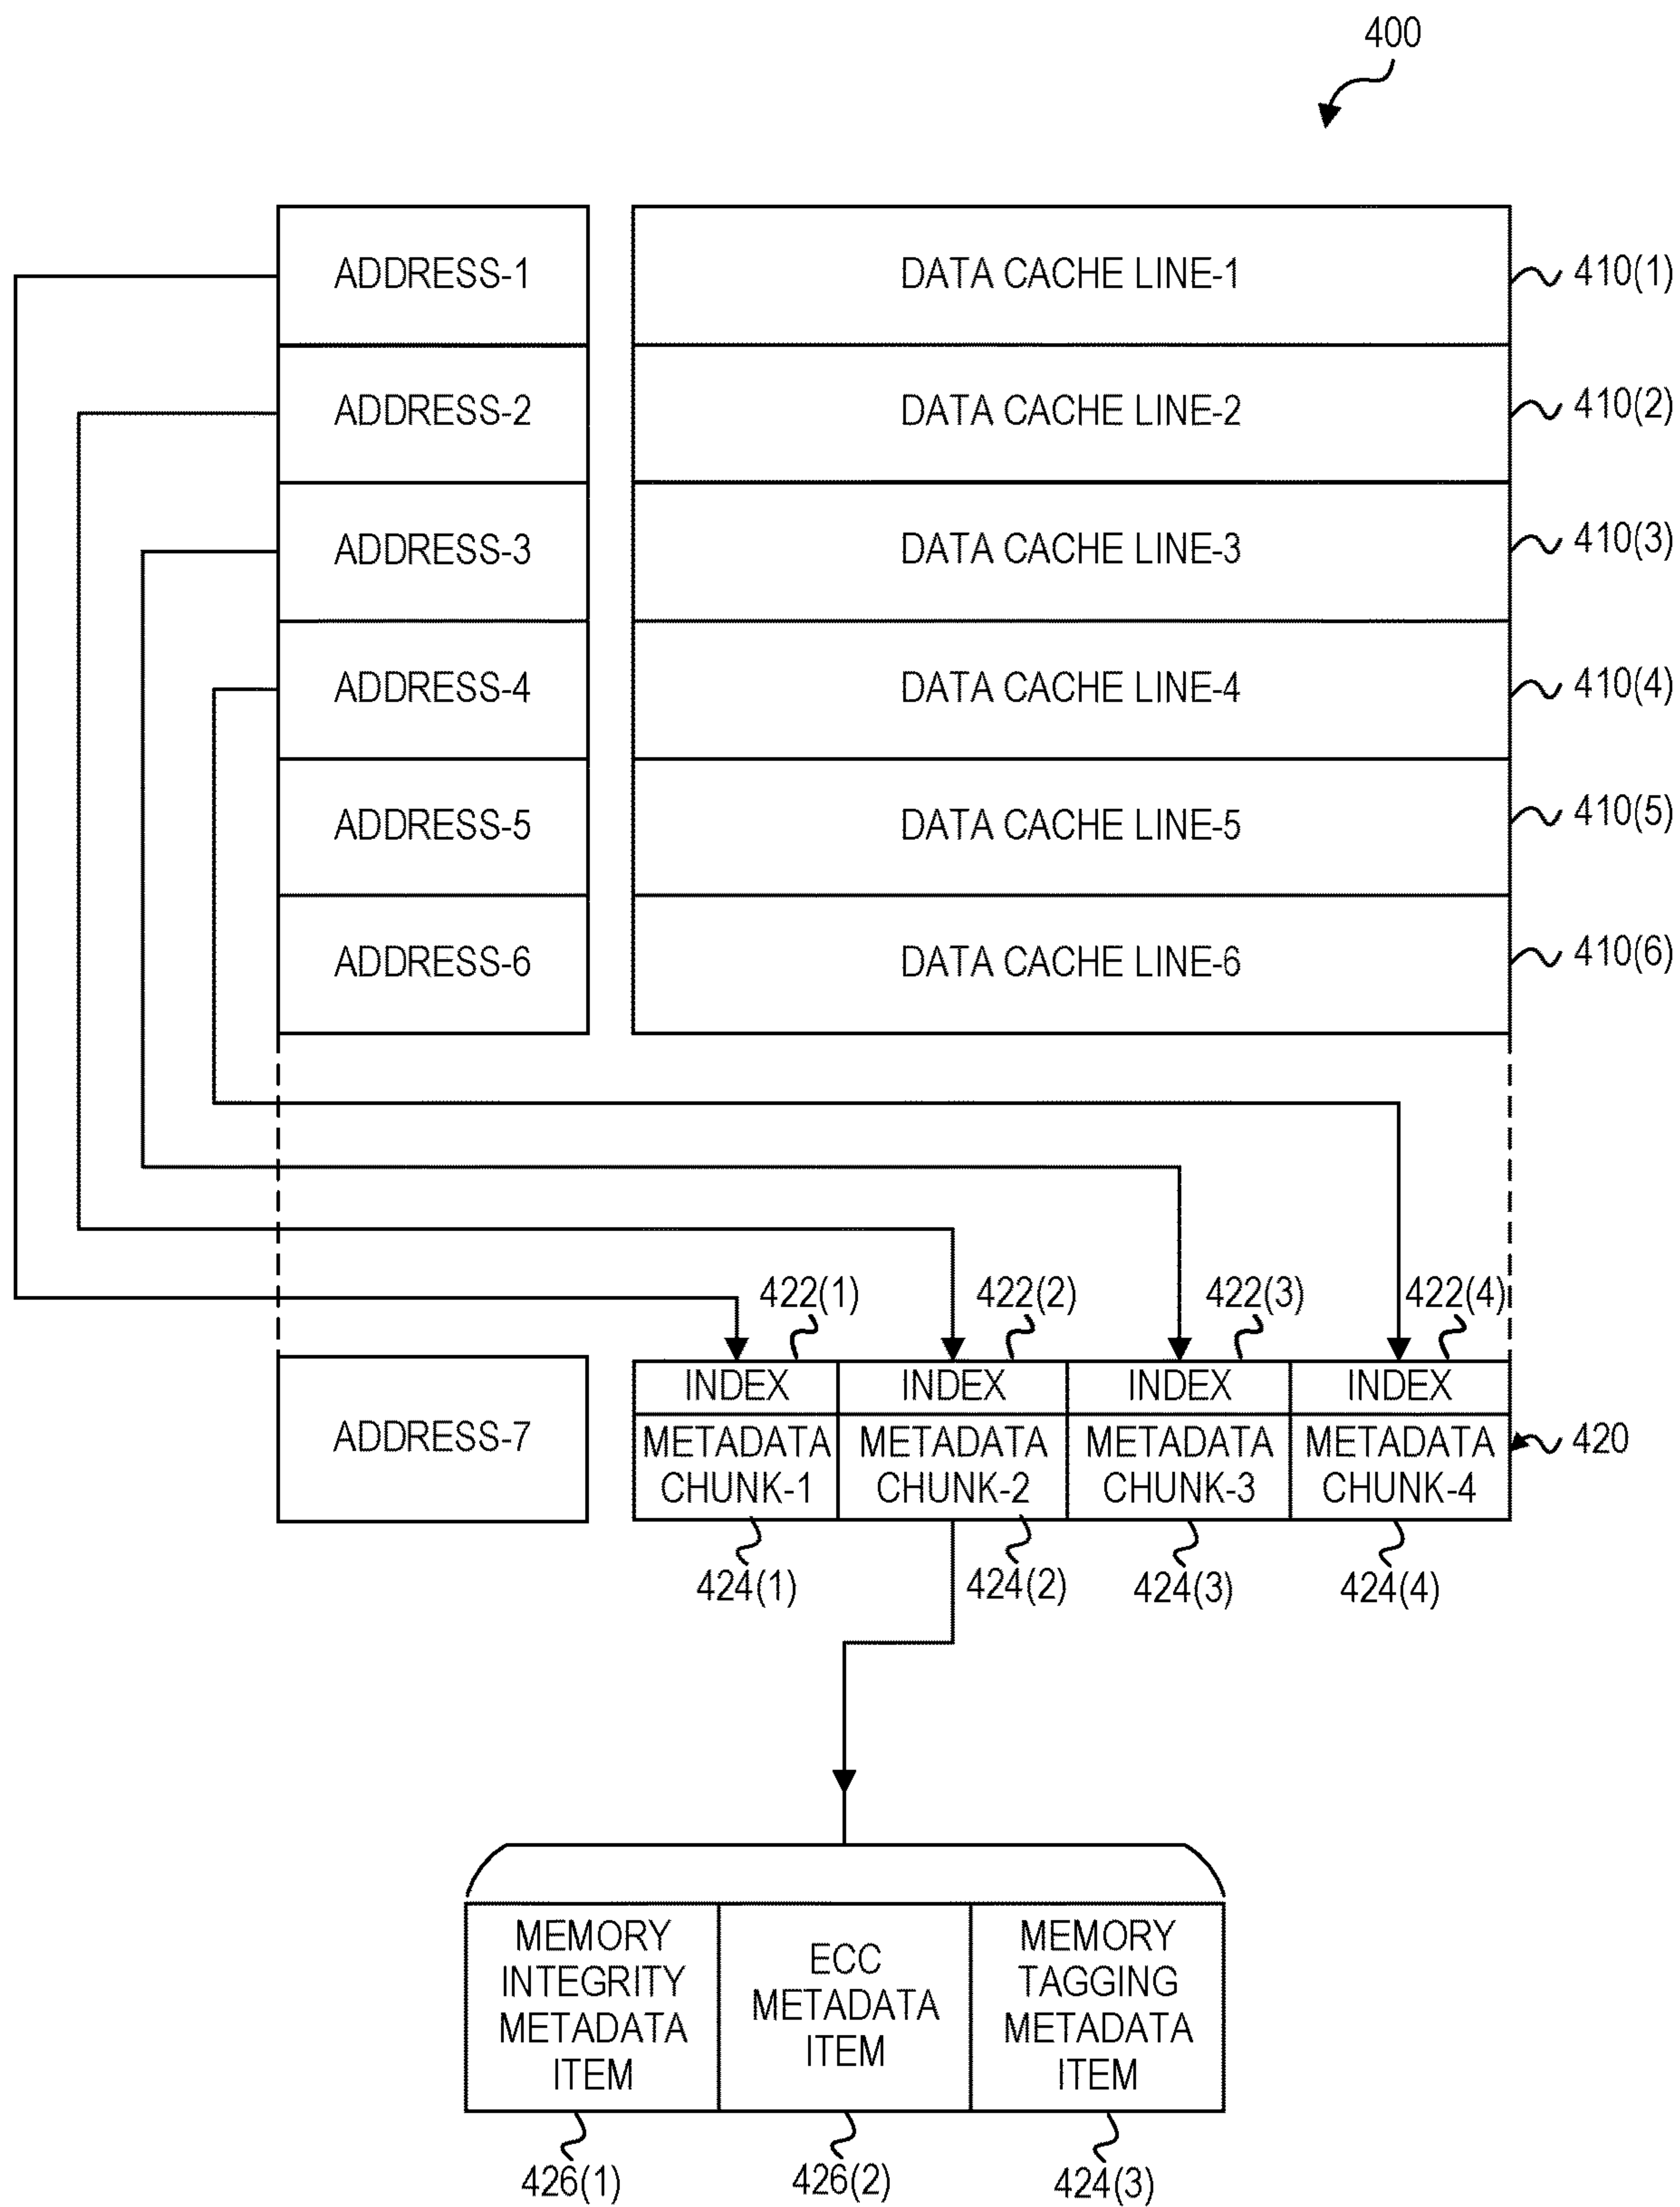 400
ADDRESS-1
DATA CACHE LINE-1
410(1)
ADDRESS-2
DATA CACHE LINE-2
410(2)
ADDRESS-3
DATA CACHE LINE-3
410(3)
ADDRESS-4
DATA CACHE LINE-4
410(4)
ADDRESS-5
DATA CACHE LINE-5
410(5)
ADDRESS-6
DATA CACHE LINE-6
410(6)
422(1)
422(2)
422(3)
422(4)
ADDRESS-7
INDEX
INDEX
INDEX
INDEX
METADATA
CHUNK-1
METADATA
CHUNK-2
METADATA
CHUNK-3
METADATA
CHUNK-4
420
424(1)
424(2)
424(3)
424(4)
MEMORY
INTEGRITY
METADATA
ITEM
ECC
METADATA
ITEM
MEMORY
TAGGING
METADATA
ITEM
426(1)
426(2)
424(3)